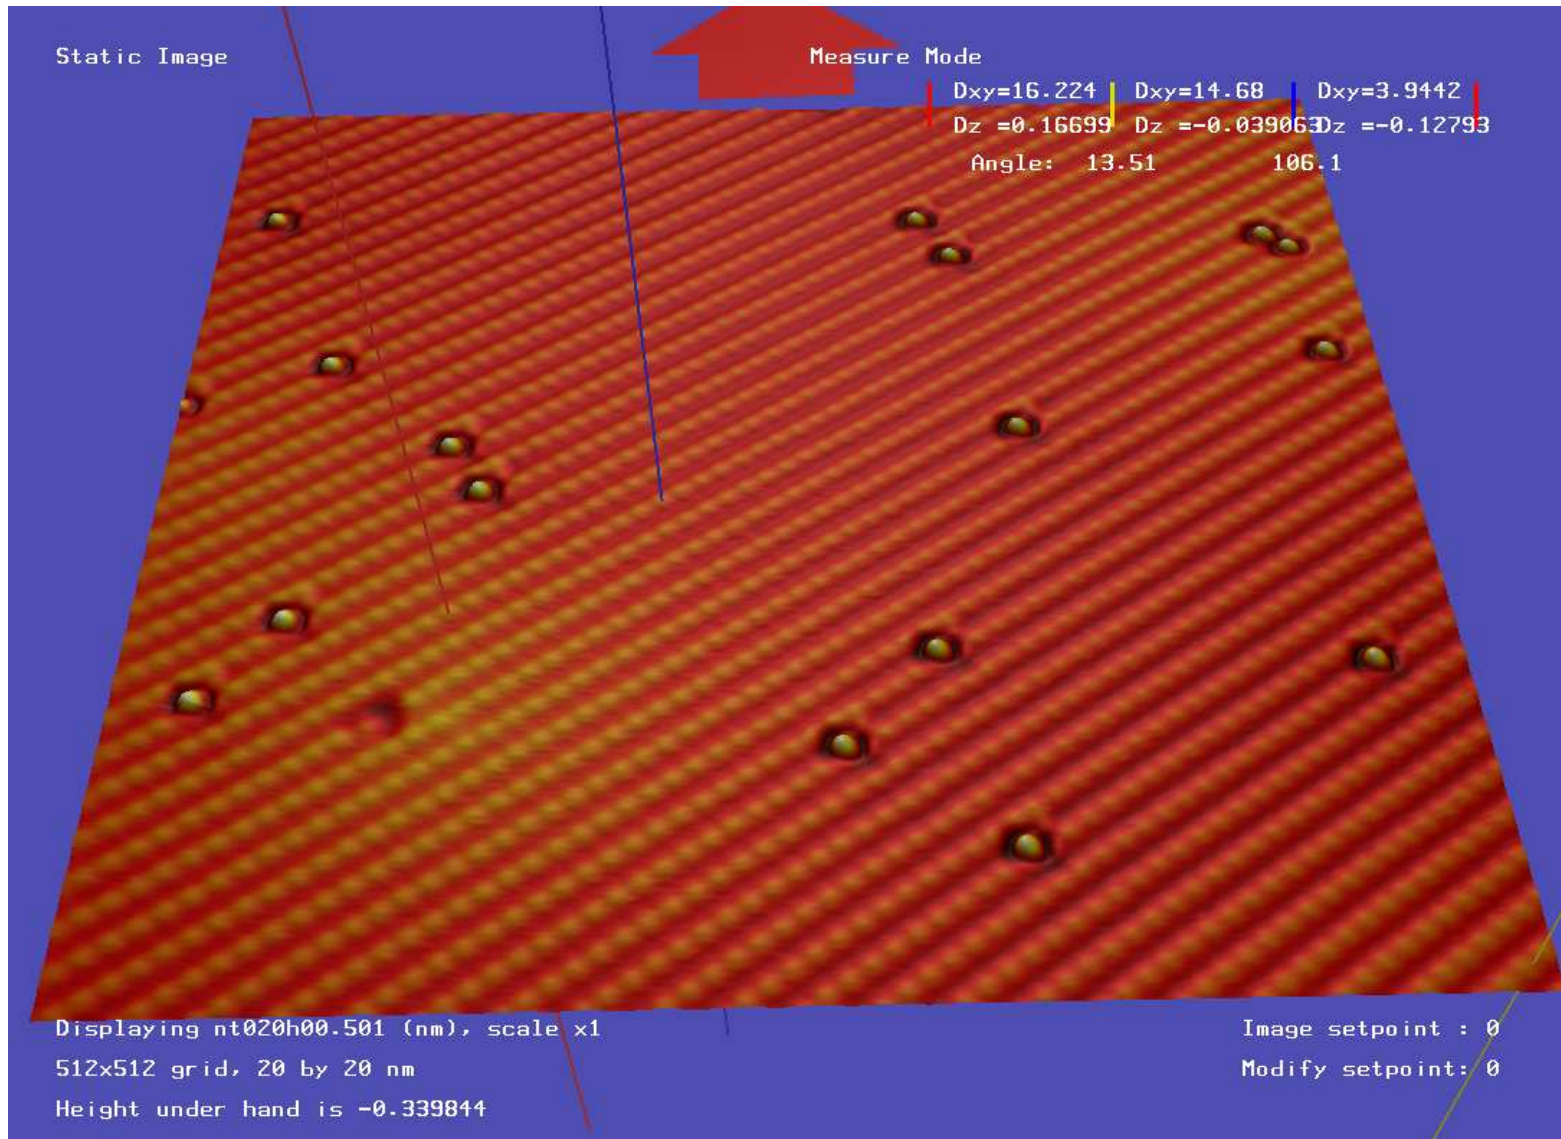 Static Image
Measure Mode
Dxy=16.224 Dxy=14.68 Dxy=3.9442
Dz =0.16699 Dz =-0.039063 Dz =-0.12793
Angle: 13.51 106.1
Displaying nt020h00.501 (nm), scale x1
Image setpoint : 0
512x512 grid, 20 by 20 nm
Modify setpoint: 0
Height under hand is -0.339844